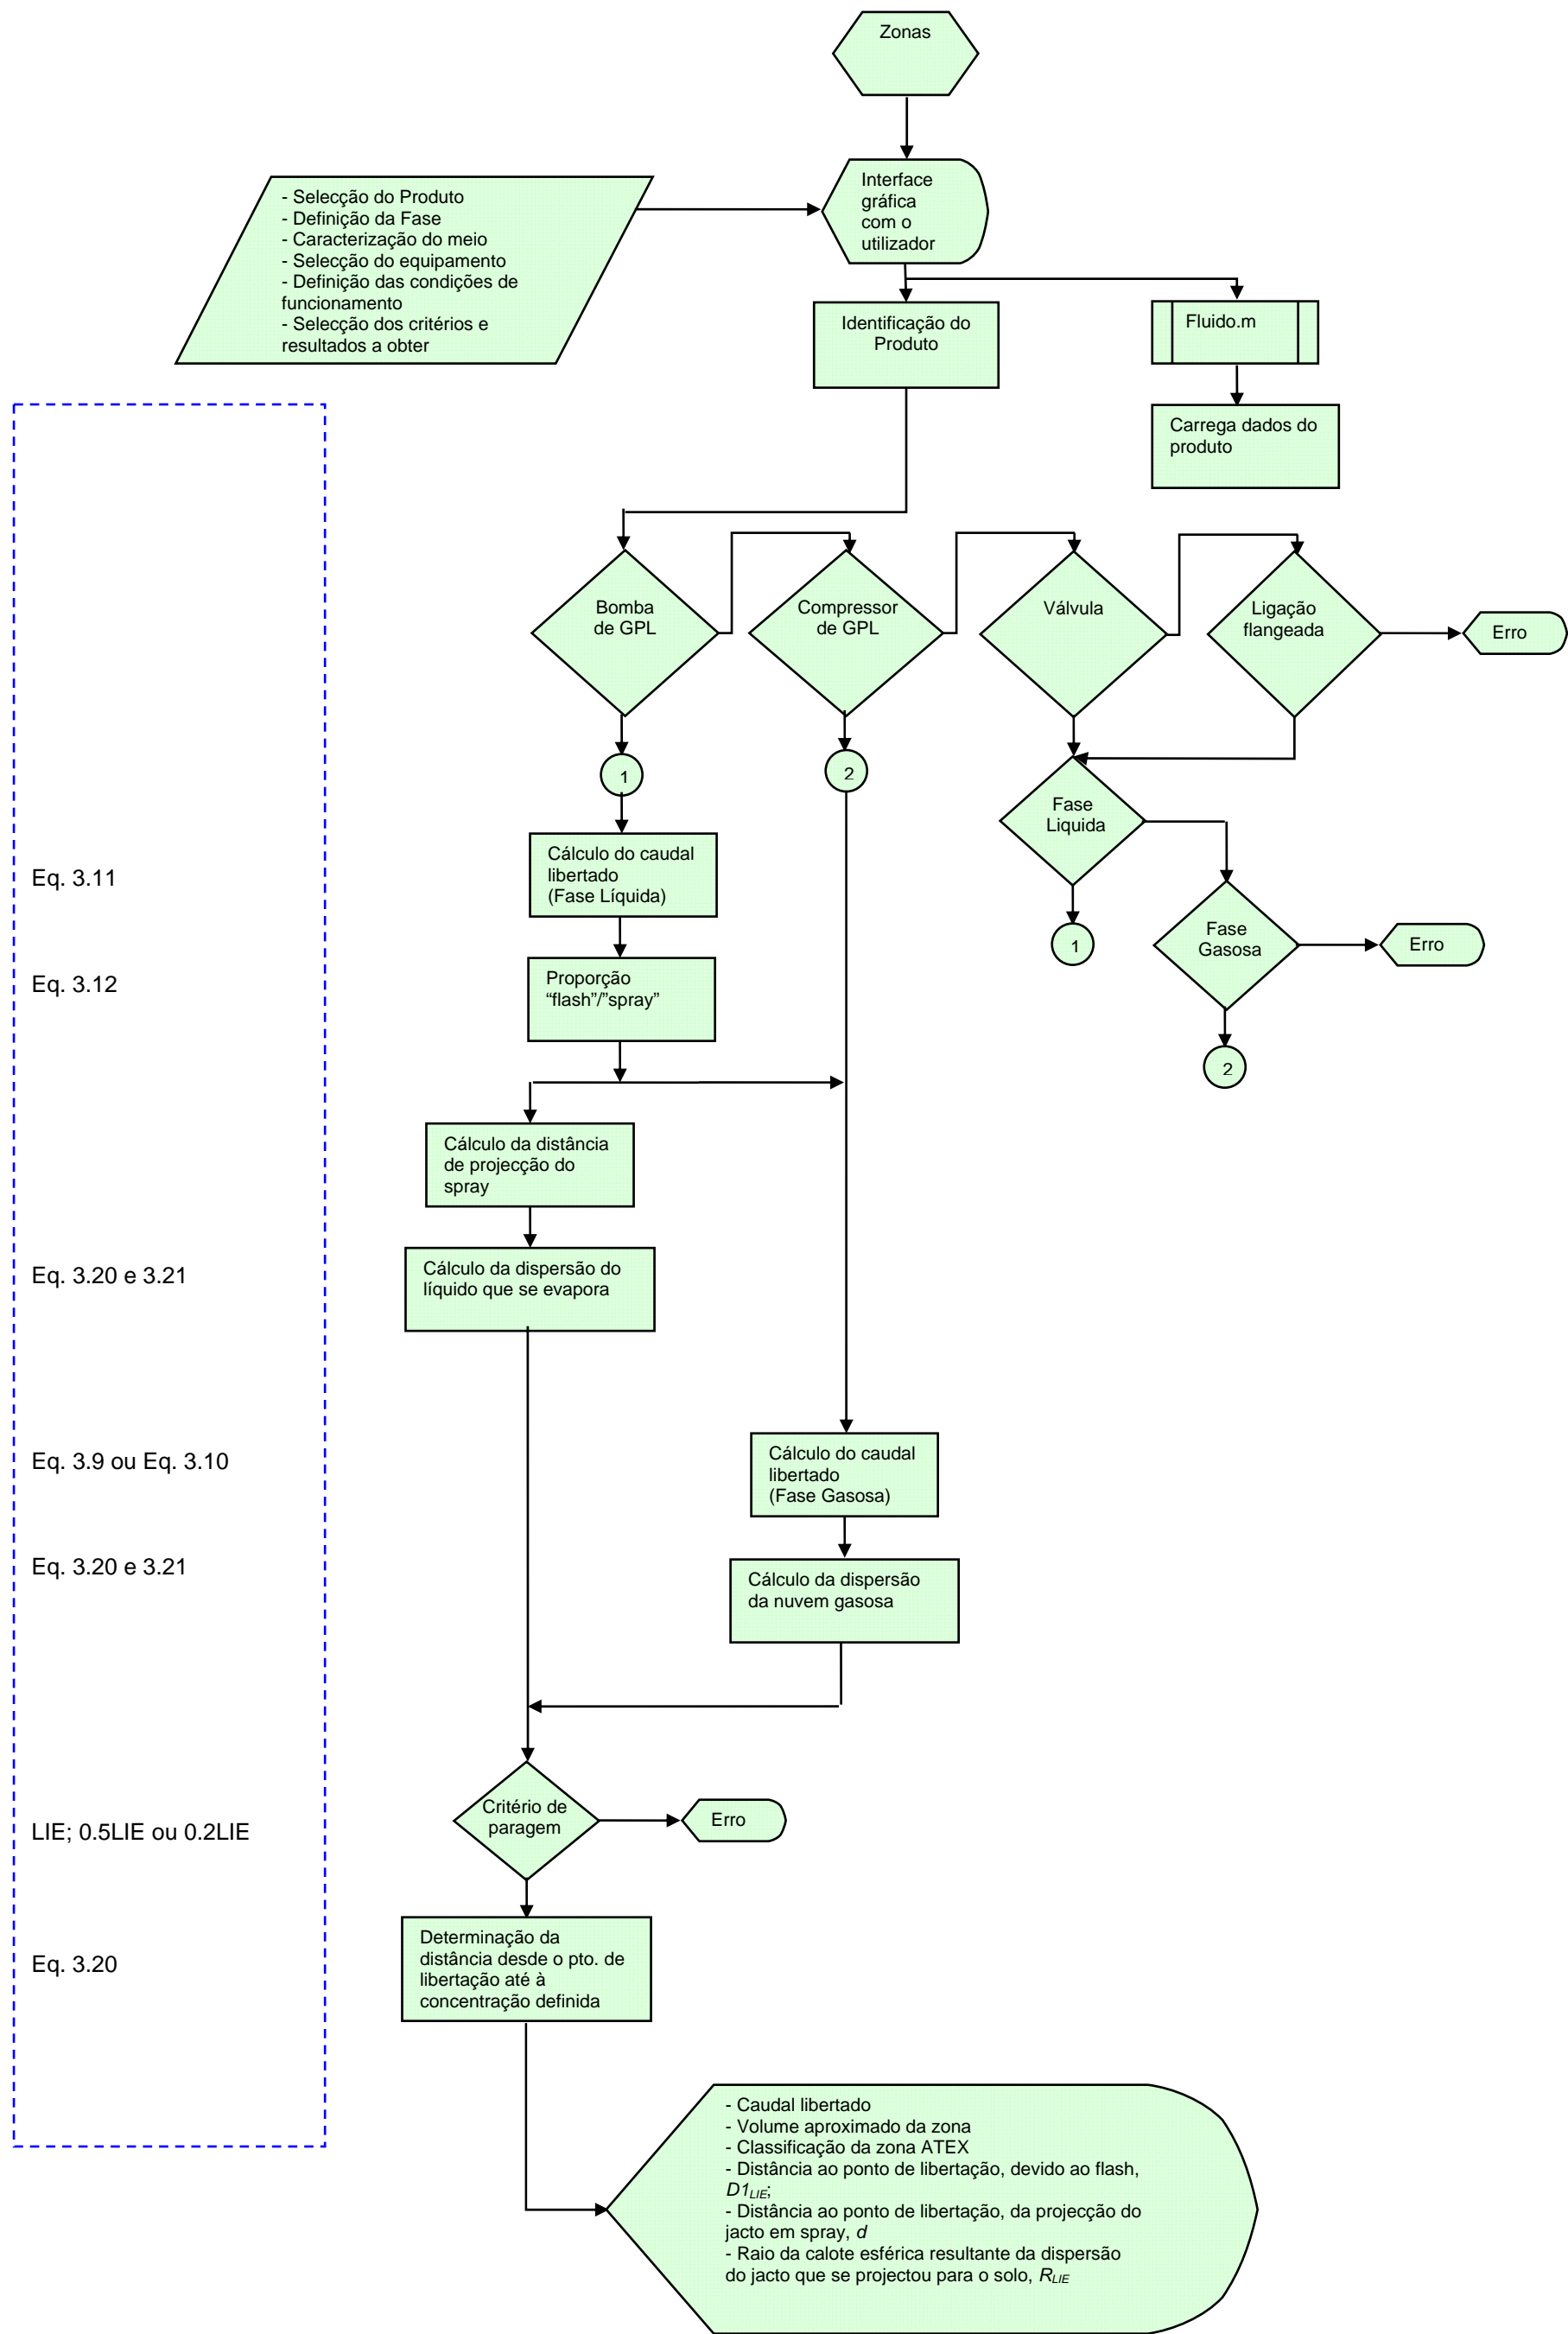 Zonas
- Selecção do Produto
- Definição da Fase
- Caracterização do meio
- Selecção do equipamento
- Definição das condições de
funcionamento
- Selecção dos critérios e
resultados a obter
Interface
gráfica
com o
utilizador
Identificação do
Produto
Fluido.m
Carrega dados do
produto
Bomba
de GPL
Compressor
de GPL
Válvula
Ligação
flangeada
Erro
1
2
Fase
Liquida
Eq. 3.11
Cálculo do caudal
libertado
(Fase Líquida)
1
Fase
Gasosa
Erro
Eq. 3.12
Proporção
“flash”/”spray”
2
Cálculo da distância
de projecção do
spray
Eq. 3.20 e 3.21
Cálculo da dispersão do
líquido que se evapora
Eq. 3.9 ou Eq. 3.10
Cálculo do caudal
libertado
(Fase Gasosa)
Eq. 3.20 e 3.21
Cálculo da dispersão
da nuvem gasosa
LIE; 0.5LIE ou 0.2LIE
Critério de
paragem
Erro
Eq. 3.20
Determinação da
distância desde o pto. de
libertação até à
concentração definida
- Caudal libertado
- Volume aproximado da zona
- Classificação da zona ATEX
- Distância ao ponto de libertação, devido ao flash,
D1LIE;
- Distância ao ponto de libertação, da projecção do
jacto em spray, d
- Raio da calote esférica resultante da dispersão
do jacto que se projectou para o solo, RLIE